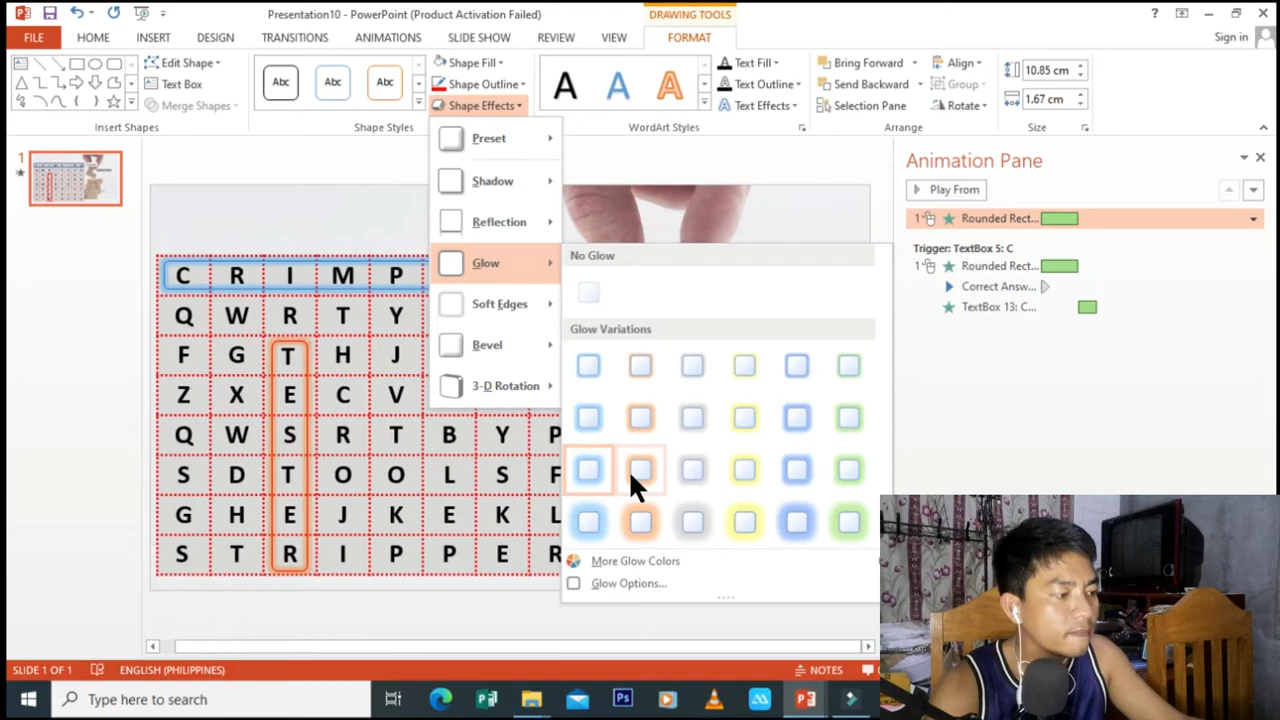 Presentation10 - PowerPoint (Product Activation Failed)
DRAWING TOOLS
?
FILE HOME INSERT DESIGN TRANSITIONS ANIMATIONS SLIDE SHOW REVIEW VIEW FORMAT Sign in
Edit Shape
Text Box
Merge Shapes
Insert Shapes
Abc Abc Abc
Shape Styles
Shape Fill
Shape Outline
Shape Effects
A A A
WordArt Styles
Text Fill
Text Outline
Text Effects
Bring Forward
Send Backward
Selection Pane
Align
Group
Rotate
Arrange
10.85 cm
1.67 cm
Size
1
Preset
Shadow
Reflection
Glow
Soft Edges
Bevel
3-D Rotation
No Glow
Glow Variations
More Glow Colors
Glow Options...
C R I M P
Q W R T Y
F G T H J
Z X E C V
Q W S R T B Y P
S D T O O L S F
G H E J K E K L
S T R I P P E R
Animation Pane
Play From
1 Rounded Rect...
Trigger: TextBox 5: C
1 Rounded Rect...
Correct Answ...
TextBox 13: C...
SLIDE 1 OF 1 ENGLISH (PHILIPPINES) NOTES
Type here to search